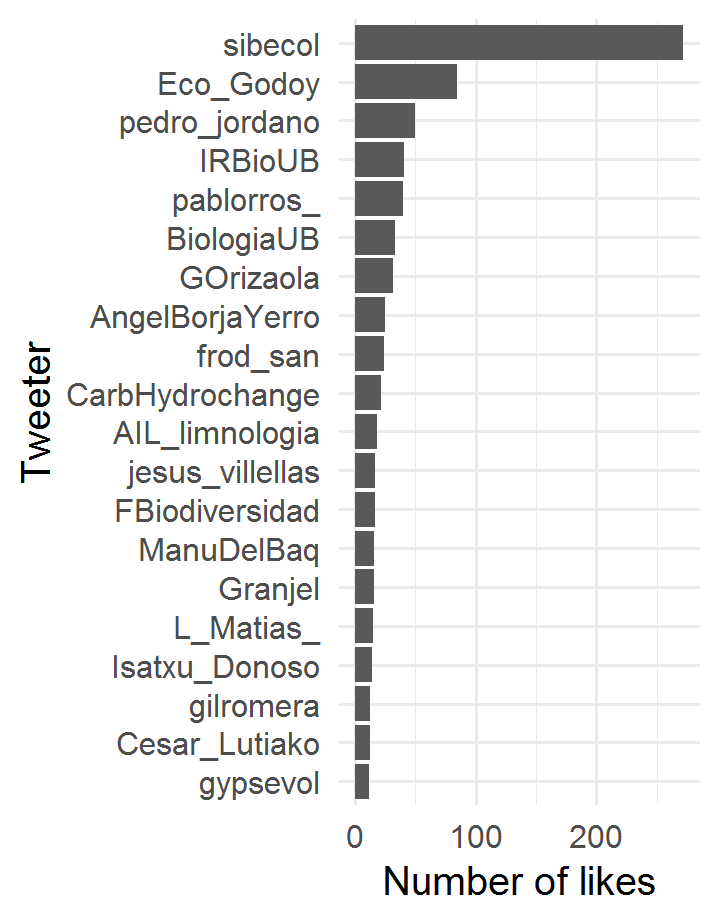 sibecol
Eco_Godoy
pedro_jordano
IRBioUB
pablorros_
BiologiaUB
GOrizaola
AngelBorjaYerro
frod_san
CarbHydrochange
AIL_limnologia
jesus_villellas
FBiodiversidad
ManuDelBaq
Granjel
L_Matias_
Isatxu_Donoso
gilromera
Cesar_Lutiako
gypsevol
Tweeter
0 100 200
Number of likes